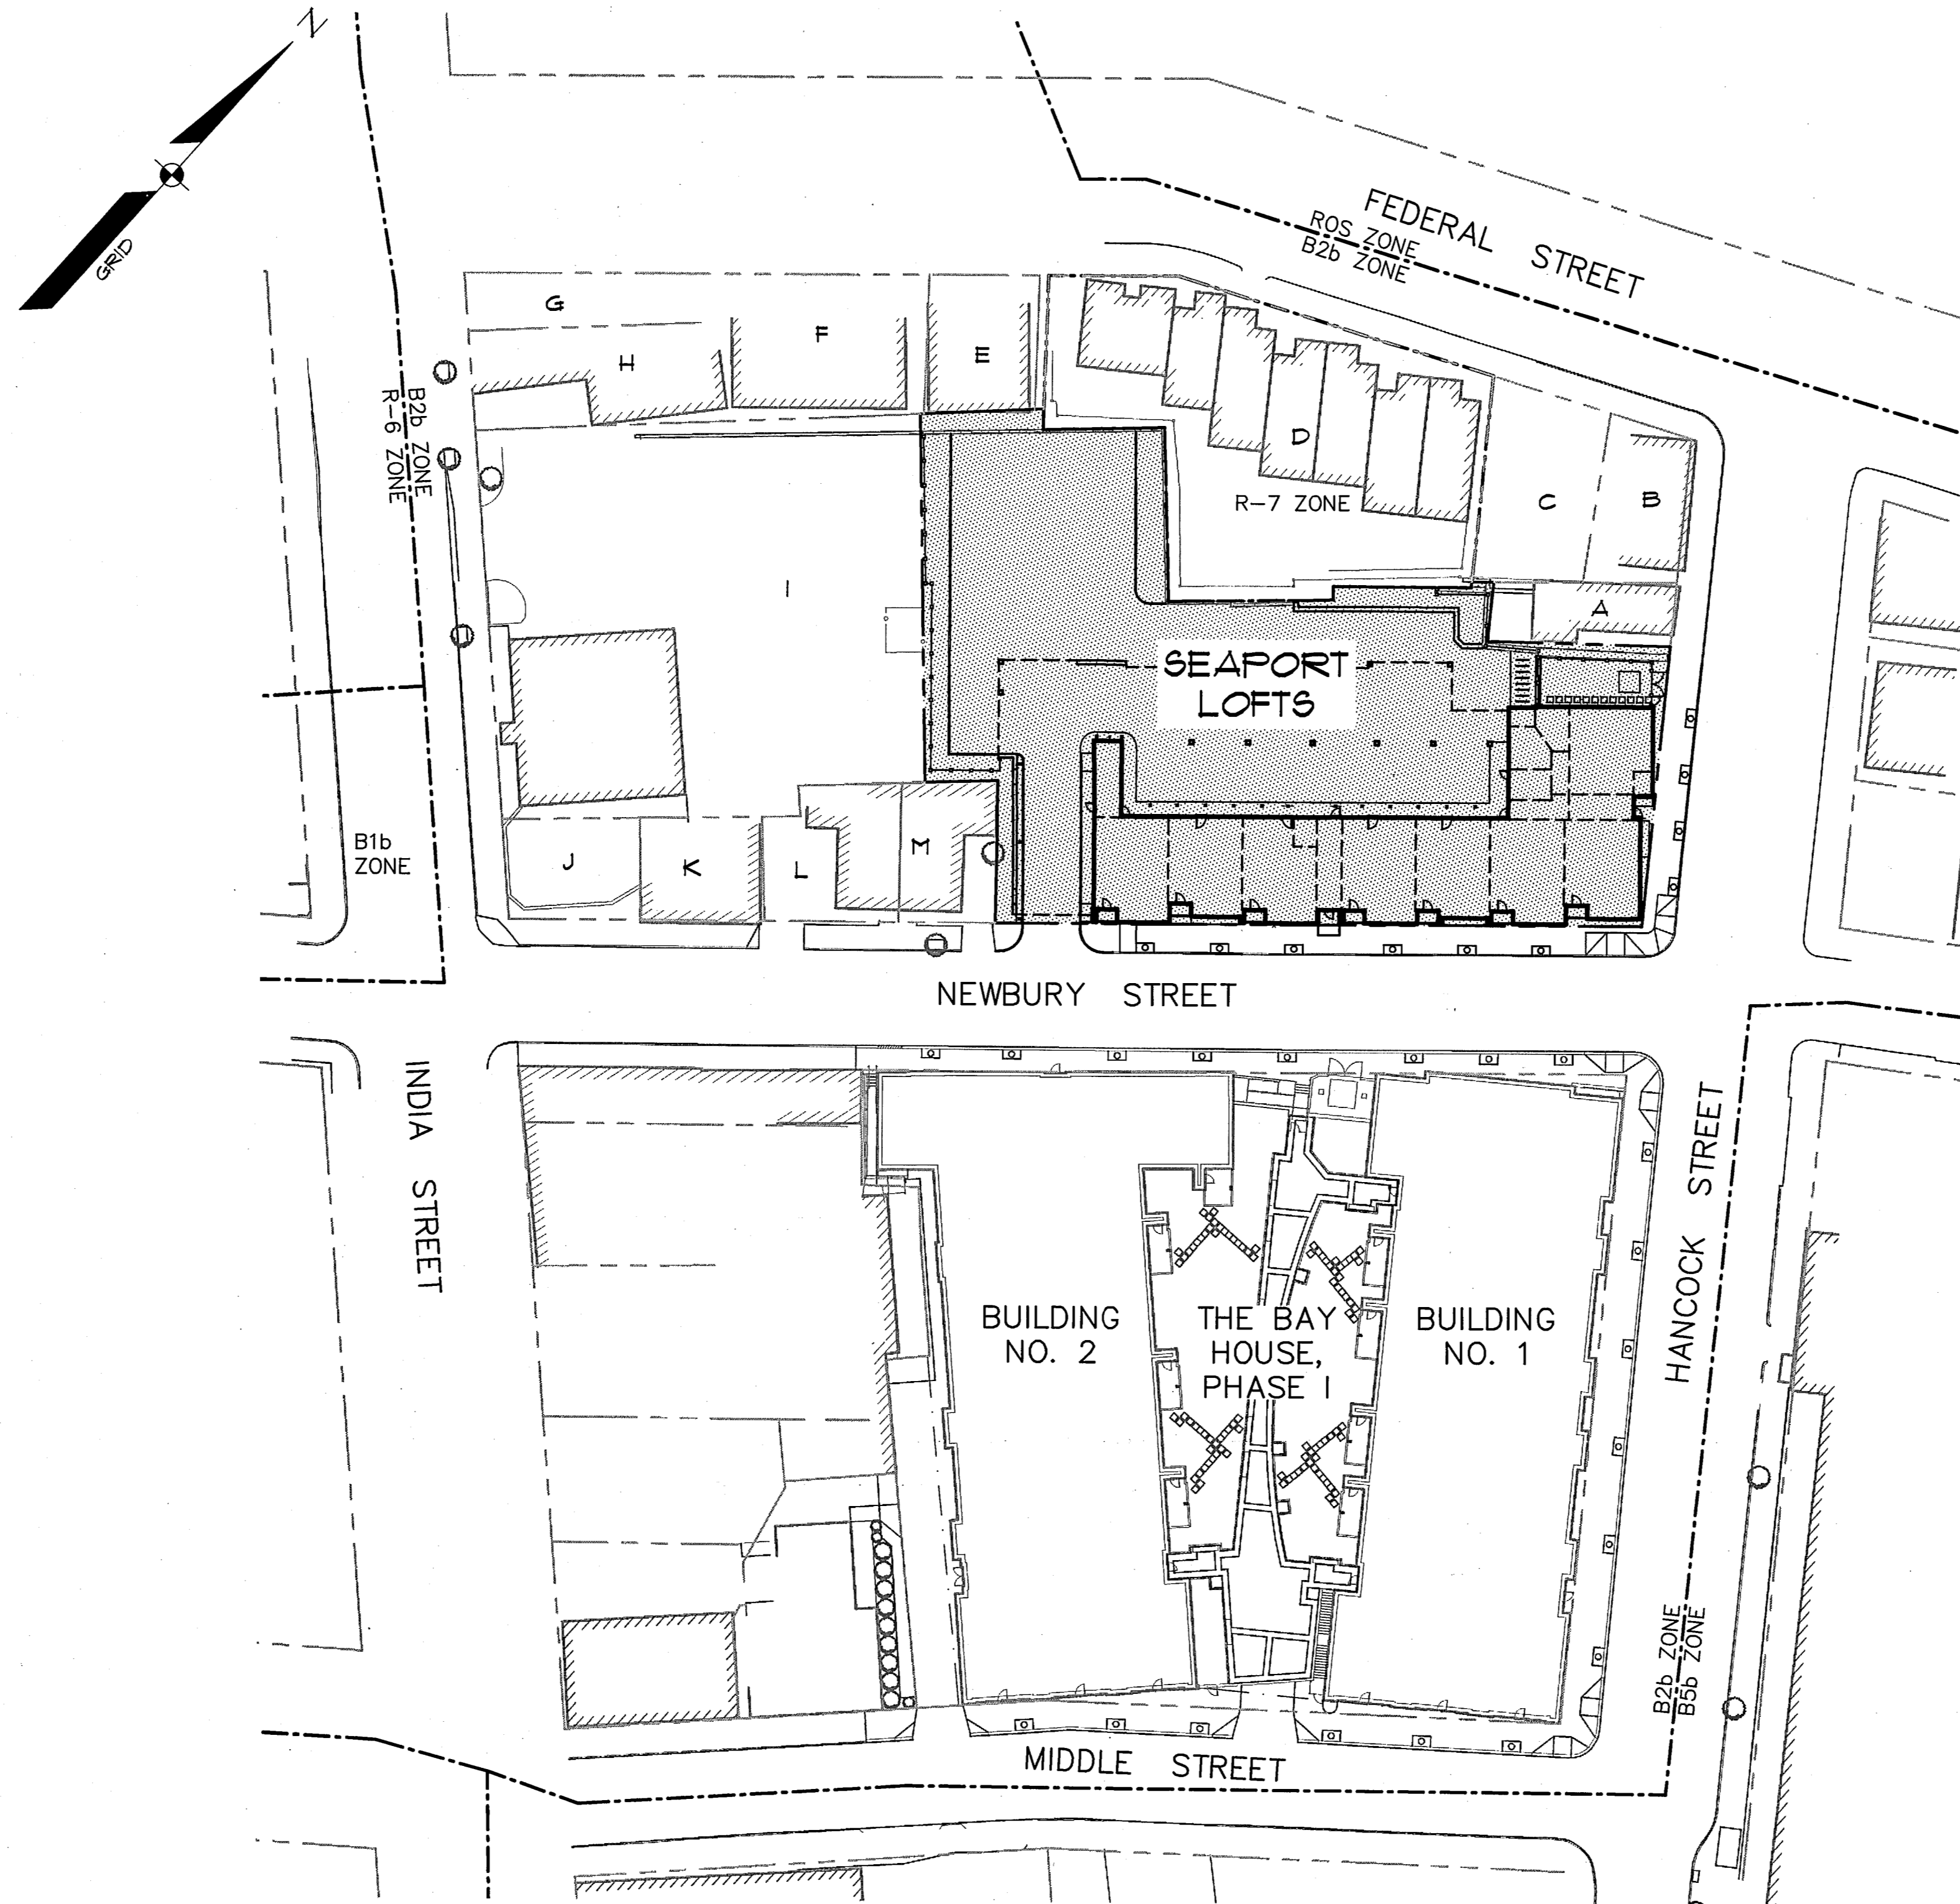 N
GRID
FEDERAL STREET
ROS ZONE
B2b ZONE
G
H
F
E
D
R-7 ZONE
C
B
A
B2b ZONE
R-6 ZONE
I
SEAPORT
LOFTS
B1b
ZONE
J
K
L
M
NEWBURY STREET
INDIA STREET
HANCOCK STREET
BUILDING
NO. 2
THE BAY
HOUSE,
PHASE I
BUILDING
NO. 1
B2b ZONE
B5b ZONE
MIDDLE STREET